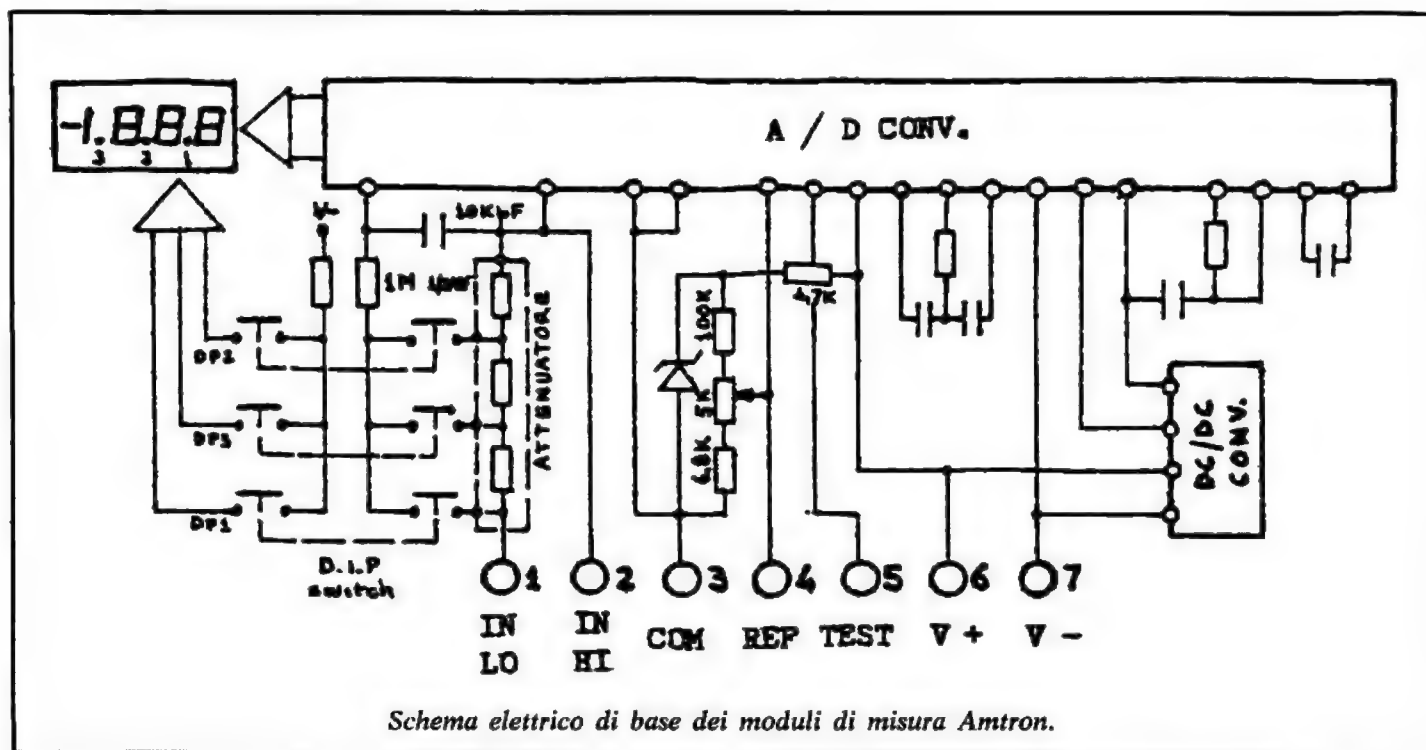 A / D CONV.
-1.8.8.8
3 2 1
V-
10KpF
1M
ATTENUATORE
100K
5K
6,8K
4,7K
DP2
DP3
DP1
D.I.P
switch
DC/DC
CONV.
1 2 3 4 5 6 7
IN LO
IN HI
COM
REF
TEST
V +
V -
Schema elettrico di base dei moduli di misura Amtron.